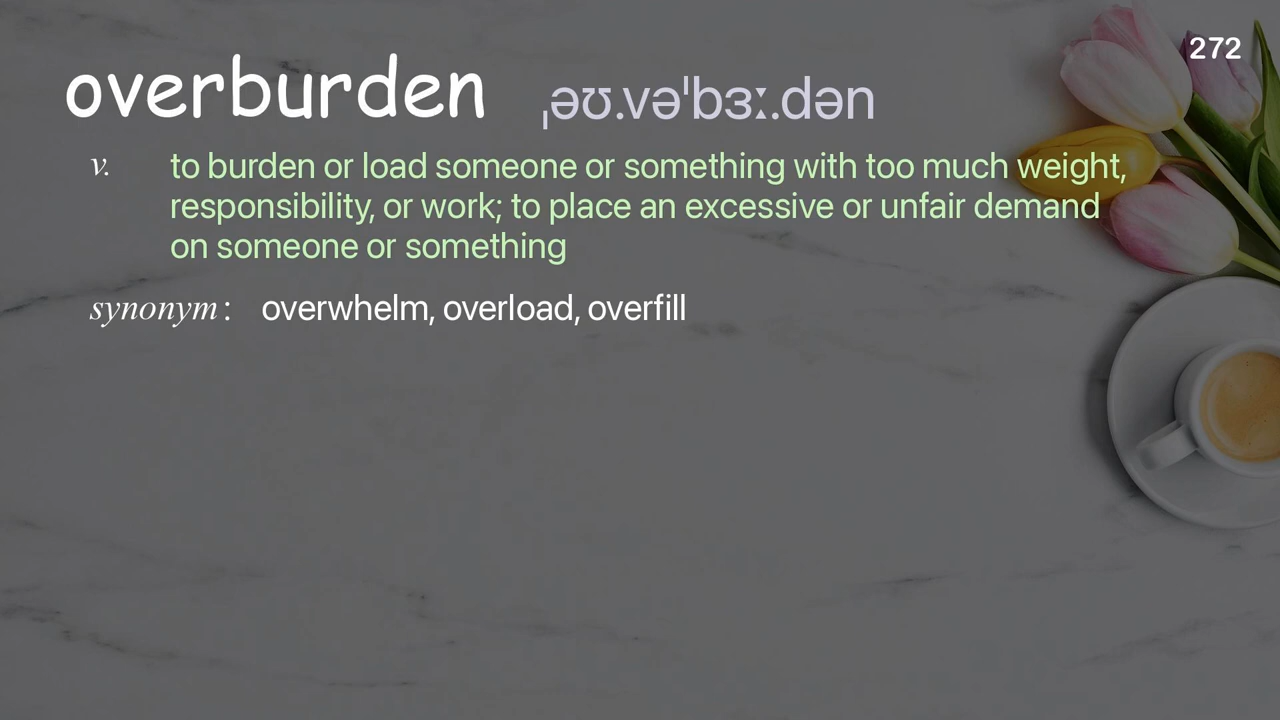 272
overburden ˌəʊ.vəˈbɜː.dən
v. to burden or load someone or something with too much weight,
responsibility, or work; to place an excessive or unfair demand
on someone or something
synonym : overwhelm, overload, overfill